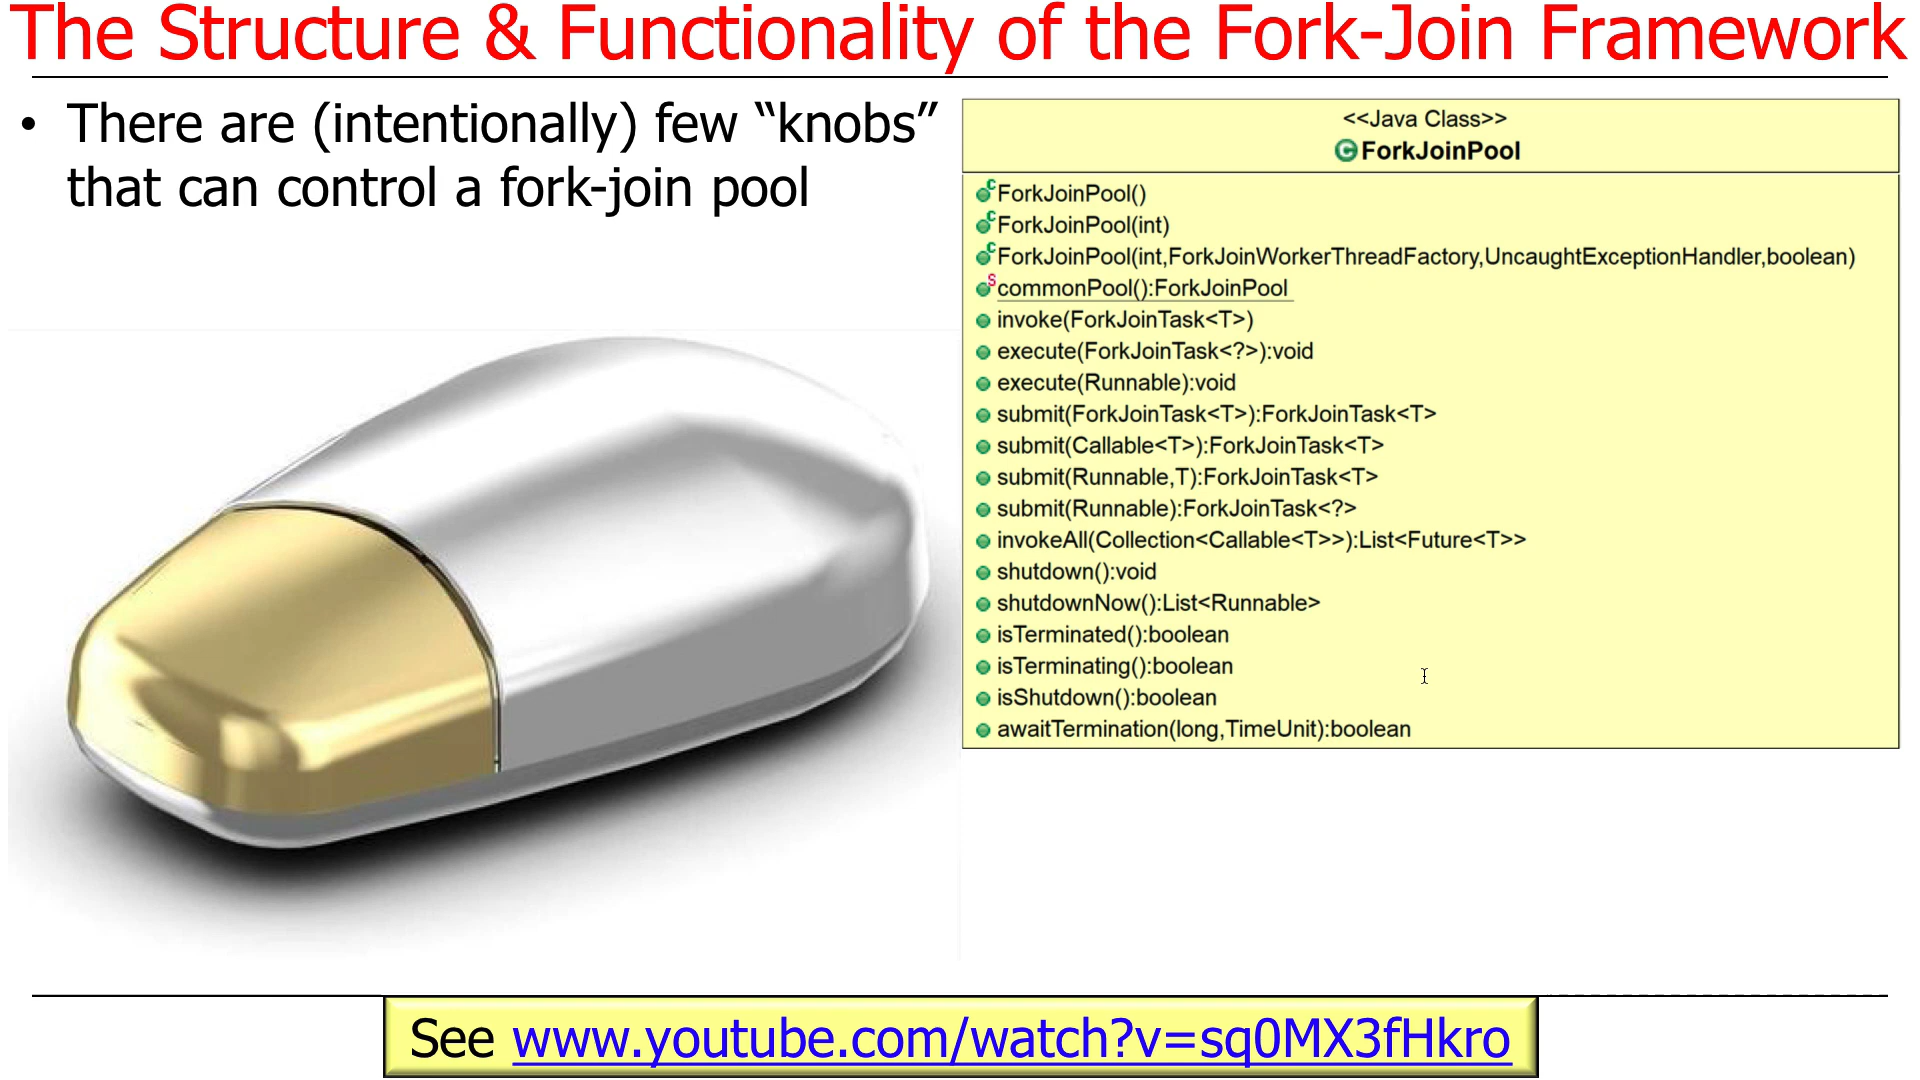 The Structure & Functionality of the Fork-Join Framework
• There are (intentionally) few “knobs”
that can control a fork-join pool
<<Java Class>>
C ForkJoinPool
C ForkJoinPool()
C ForkJoinPool(int)
C ForkJoinPool(int,ForkJoinWorkerThreadFactory,UncaughtExceptionHandler,boolean)
S commonPool():ForkJoinPool
invoke(ForkJoinTask<T>)
execute(ForkJoinTask<?>):void
execute(Runnable):void
submit(ForkJoinTask<T>):ForkJoinTask<T>
submit(Callable<T>):ForkJoinTask<T>
submit(Runnable,T):ForkJoinTask<T>
submit(Runnable):ForkJoinTask<?>
invokeAll(Collection<Callable<T>>):List<Future<T>>
shutdown():void
shutdownNow():List<Runnable>
isTerminated():boolean
isTerminating():boolean
isShutdown():boolean
awaitTermination(long,TimeUnit):boolean
See www.youtube.com/watch?v=sq0MX3fHkro